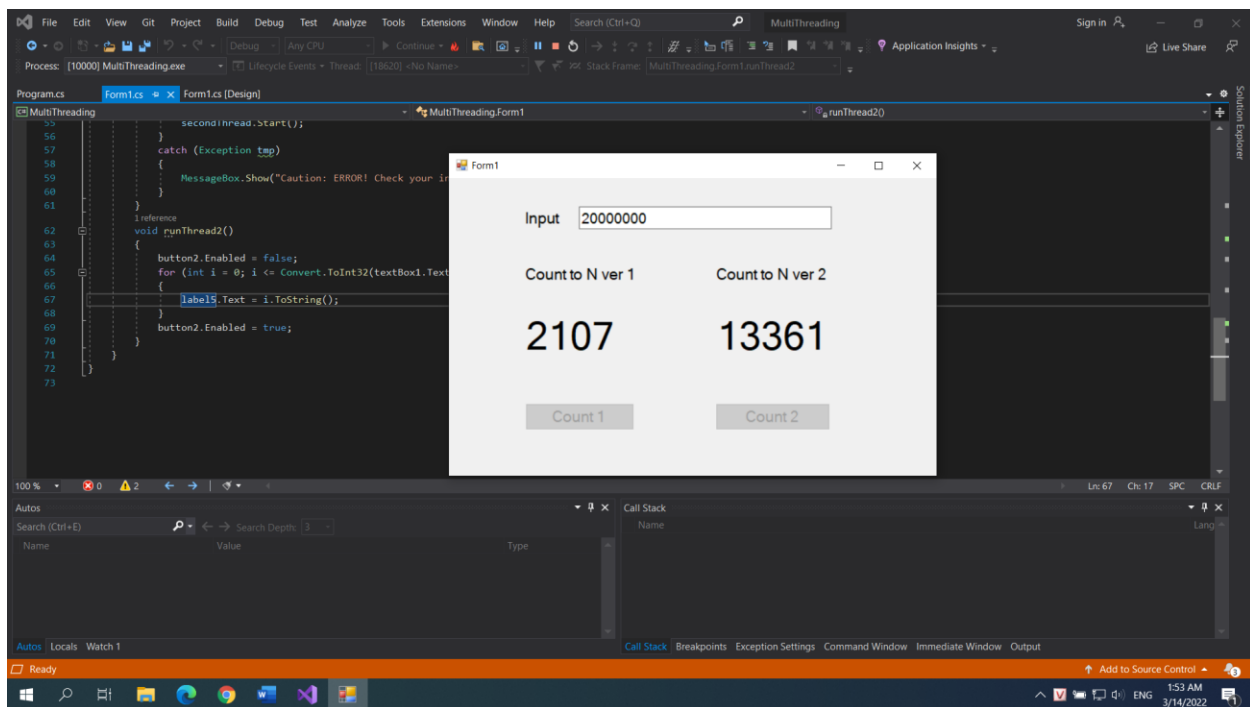 File Edit View Git Project Build Debug Test Analyze Tools Extensions Window Help Search (Ctrl+Q) MultiThreading Sign in
Debug Any CPU Continue Application Insights Live Share
Process: [10000] MultiThreading.exe Lifecycle Events Thread: [18620] <No Name> Stack Frame: MultiThreading.Form1.runThread2
Program.cs Form1.cs Form1.cs [Design]
Solution Explorer
MultiThreading MultiThreading.Form1 runThread2()
55 secondThread.Start();
56 }
57 catch (Exception tmp)
58 {
59 MessageBox.Show("Caution: ERROR! Check your in
60 }
61 }
1 reference
62 void runThread2()
63 {
64 button2.Enabled = false;
65 for (int i = 0; i <= Convert.ToInt32(textBox1.Text
66 {
67 label5.Text = i.ToString();
68 }
69 button2.Enabled = true;
70 }
71 }
72 }
73
Form1
Input 20000000
Count to N ver 1 Count to N ver 2
2107 13361
Count 1 Count 2
100 % 0 2 Ln: 67 Ch: 17 SPC CRLF
Autos
Search (Ctrl+E) Search Depth: 3
Name Value Type
Call Stack
Name Lang
Autos Locals Watch 1
Call Stack Breakpoints Exception Settings Command Window Immediate Window Output
Ready Add to Source Control 3
V ENG 1:53 AM
3/14/2022 1